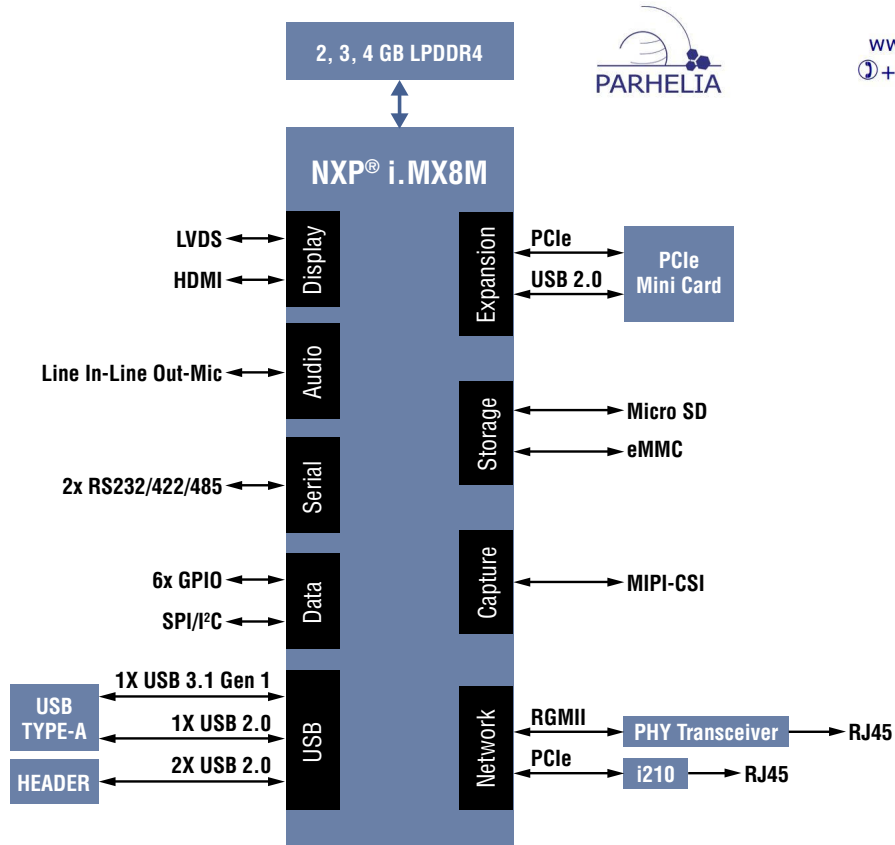 2, 3, 4 GB LPDDR4
PARHELIA
NXP® i.MX8M
LVDS
HDMI
Display
Line In-Line Out-Mic
Audio
2x RS232/422/485
Serial
6x GPIO
SPI/I²C
Data
USB
TYPE-A
1X USB 3.1 Gen 1
1X USB 2.0
HEADER
2X USB 2.0
USB
Expansion
PCIe
USB 2.0
PCIe
Mini Card
Storage
Micro SD
eMMC
Capture
MIPI-CSI
Network
RGMII
PHY Transceiver
RJ45
PCIe
i210
RJ45